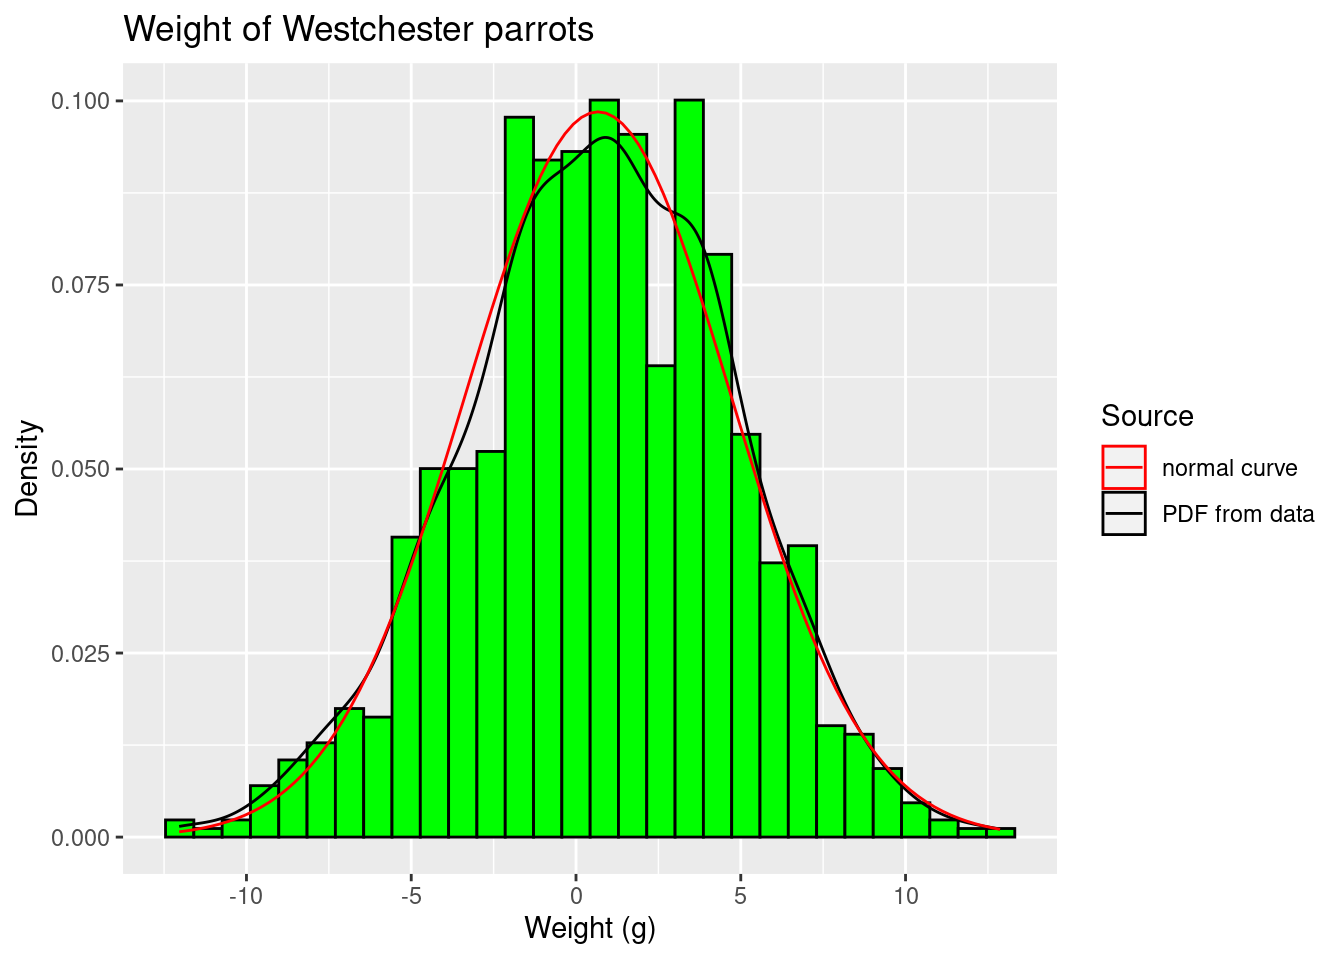 Weight of Westchester parrots
0.100
0.075
0.050
0.025
0.000
Density
-10
-5
0
5
10
Weight (g)
Source
normal curve
PDF from data